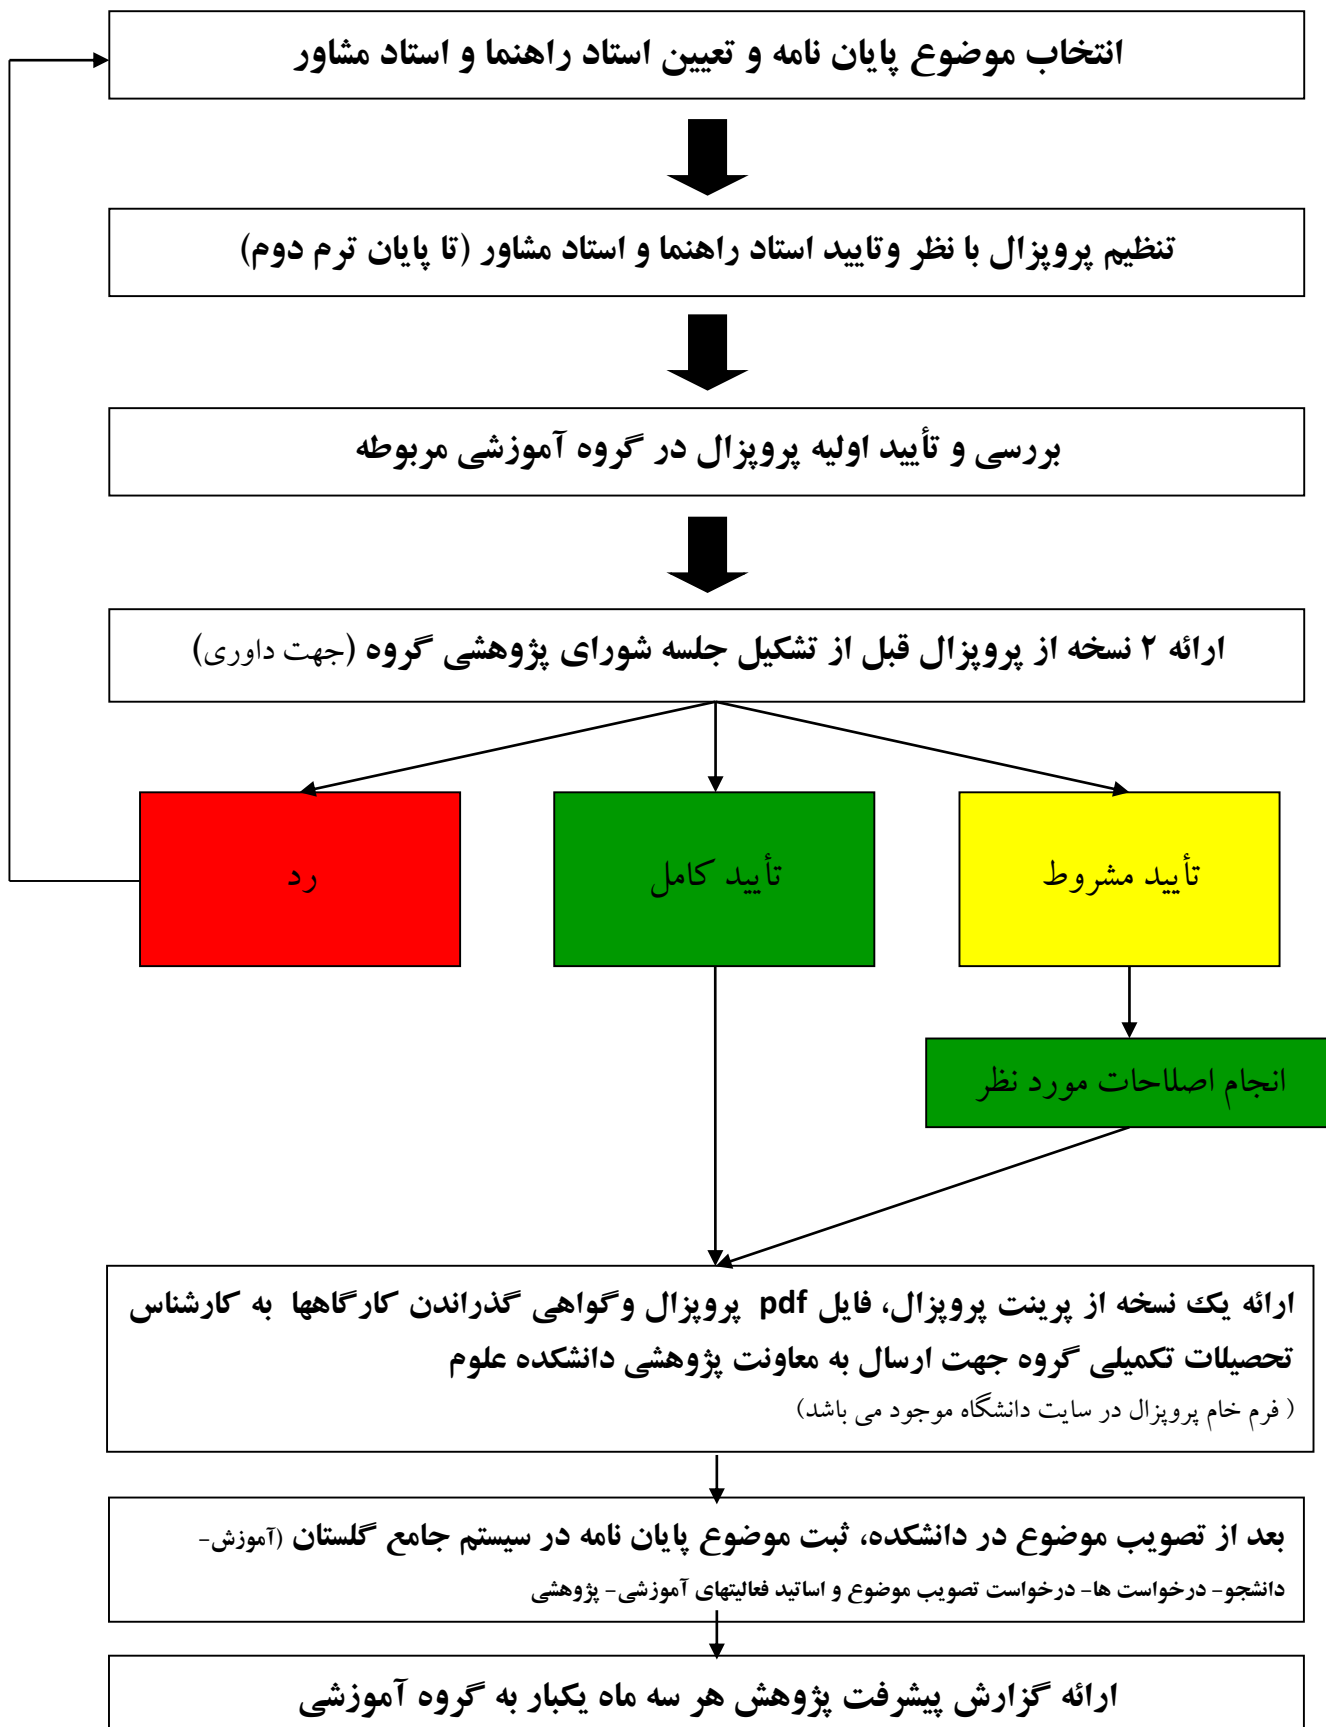 انتخاب موضوع پایان نامه و تعیین استاد راهنما و استاد مشاور
تنظیم پروپزال با نظر وتایید استاد راهنما و استاد مشاور (تا پایان ترم دوم)
بررسی و تأیید اولیه پروپزال در گروه آموزشی مربوطه
ارائه ۲ نسخه از پروپزال قبل از تشکیل جلسه شورای پژوهشی گروه (جهت داوری)
تأیید مشروط
تأیید کامل
رد
انجام اصلاحات مورد نظر
ارائه یک نسخه از پرینت پروپزال، فایل pdf پروپزال وگواهی گذراندن کارگاهها به کارشناس
تحصیلات تکمیلی گروه جهت ارسال به معاونت پژوهشی دانشکده علوم
( فرم خام پروپزال در سایت دانشگاه موجود می باشد)
بعد از تصویب موضوع در دانشکده، ثبت موضوع پایان نامه در سیستم جامع گلستان (آموزش-
دانشجو- درخواست ها- درخواست تصویب موضوع و اساتید فعالیتهای آموزشی- پژوهشی
ارائه گزارش پیشرفت پژوهش هر سه ماه یکبار به گروه آموزشی